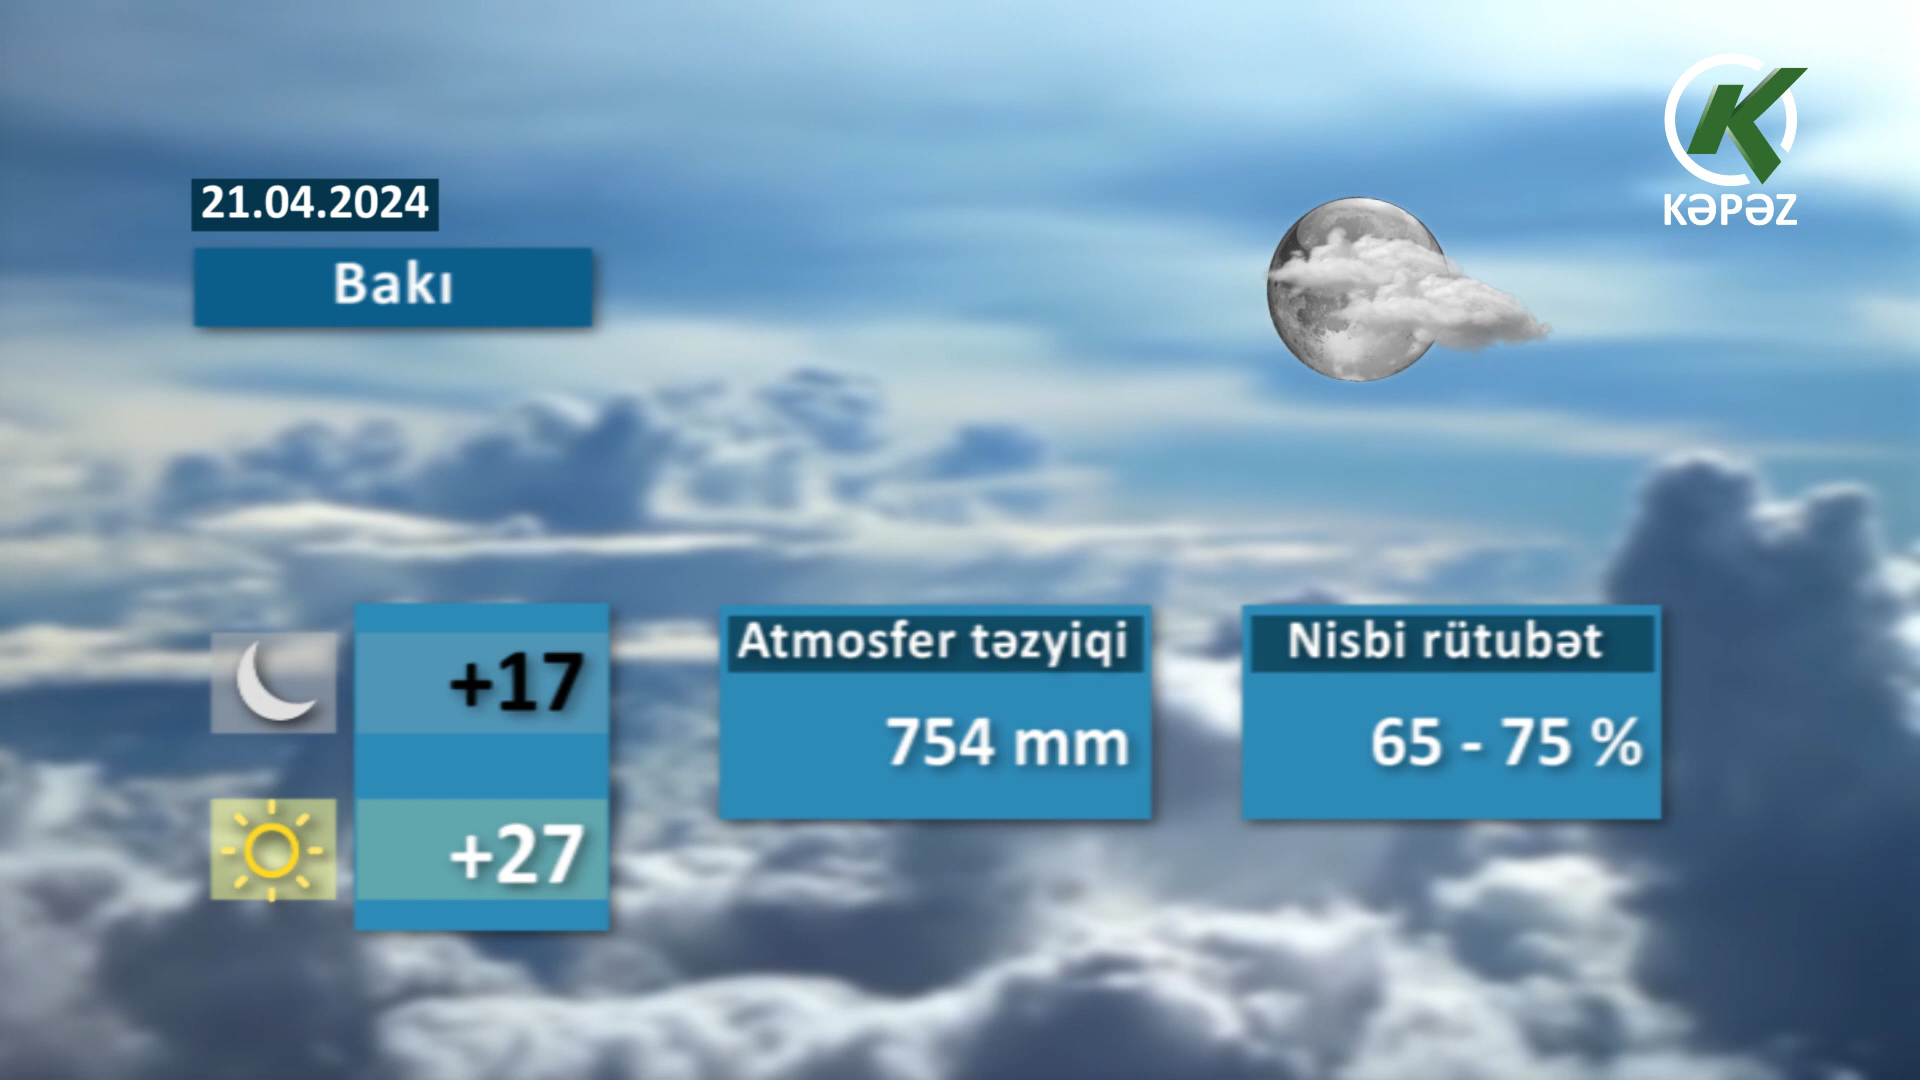 KƏPƏZ
21.04.2024
Bakı
+17
+27
Atmosfer təzyiqi
754 mm
Nisbi rütubət
65 - 75 %